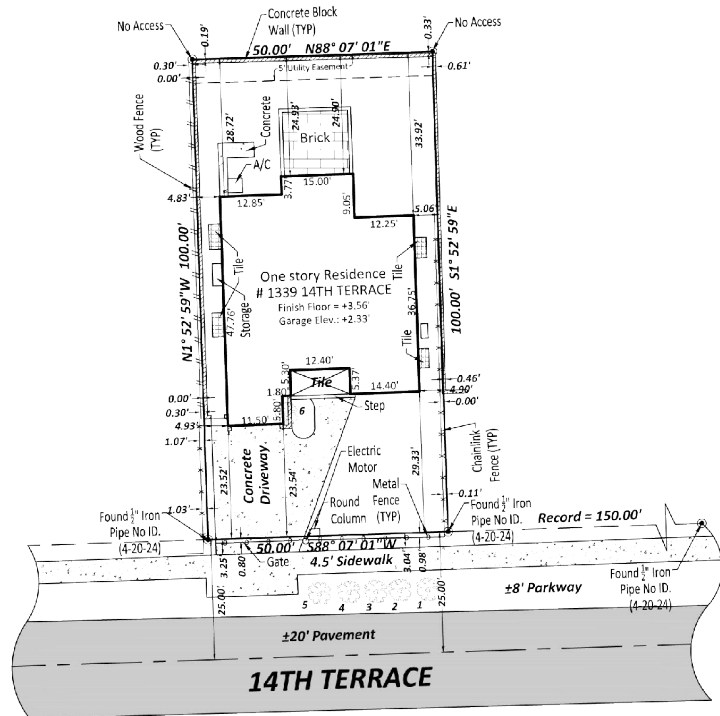 Concrete Block
Wall (TYP)
No Access
No Access
0.19'
0.33'
50.00' N88° 07' 01"E
0.30'
0.00'
5' Utility Easement
0.61'
Wood Fence
(TYP)
28.72'
Concrete
A/C
24.93'
24.90'
Brick
33.92'
4.83'
12.85'
3.77'
15.00'
9.05'
12.25'
5.06'
N1° 52' 59"W 100.00'
100.00' S1° 52' 59"E
Tile
Storage
47.76'
One story Residence
# 1339 14TH TERRACE
Finish Floor = +3.56'
Garage Elev.: +2.33'
Tile
36.75'
Tile
12.40'
5.30'
Tile
5.37'
1.80'
14.40'
0.46'
4.90'
0.00'
0.00'
0.30'
4.93'
1.07'
11.50'
5.80'
6
Step
Chainlink
Fence (TYP)
23.52'
Concrete
Driveway
23.54'
Electric
Motor
Metal
Fence
(TYP)
Round
Column
29.33'
0.11'
1.03'
Found ½" Iron
Pipe No ID.
(4-20-24)
Found ½" Iron
Pipe No ID.
(4-20-24)
Record = 150.00'
50.00' S88° 07' 01"W
Gate
4.5' Sidewalk
3.25'
0.80'
3.04'
0.98'
Found ½" Iron
Pipe No ID.
(4-20-24)
25.00'
25.00'
5 4 3 2 1
±8' Parkway
±20' Pavement
14TH TERRACE